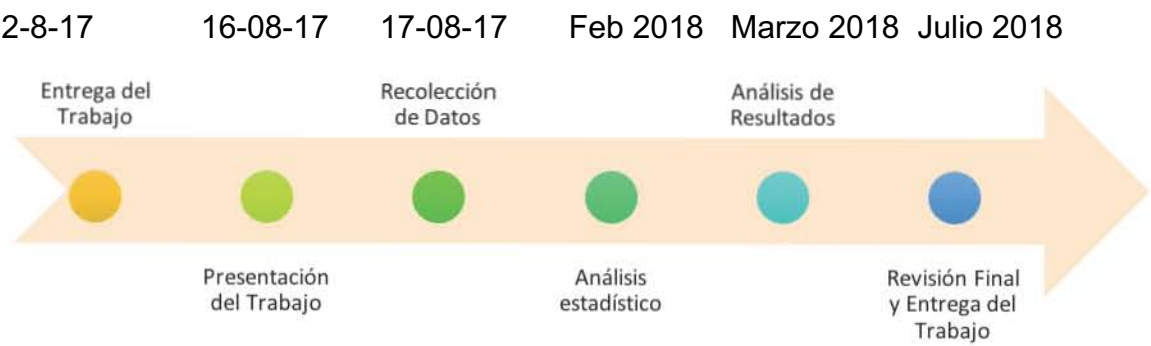 2-8-17 16-08-17 17-08-17 Feb 2018 Marzo 2018 Julio 2018
Entrega del
Trabajo
Recolección
de Datos
Análisis de
Resultados
Presentación
del Trabajo
Análisis
estadístico
Revisión Final
y Entrega del
Trabajo